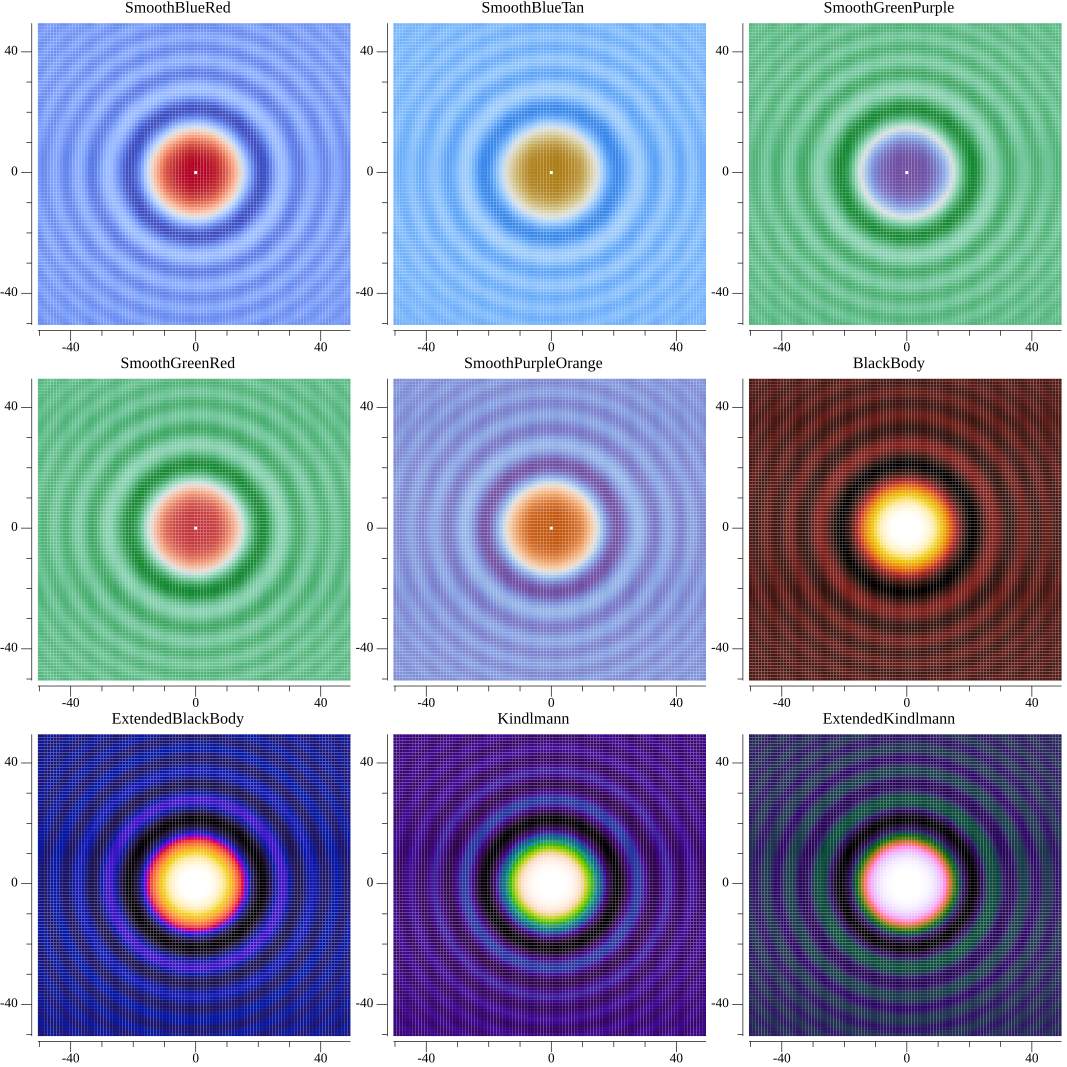 SmoothBlueRed SmoothBlueTan SmoothGreenPurple
40 40 40
0 0 0
-40 -40 -40
-40 0 40 -40 0 40 -40 0 40
SmoothGreenRed SmoothPurpleOrange BlackBody
40 40 40
0 0 0
-40 -40 -40
-40 0 40 -40 0 40 -40 0 40
ExtendedBlackBody Kindlmann ExtendedKindlmann
40 40 40
0 0 0
-40 -40 -40
-40 0 40 -40 0 40 -40 0 40